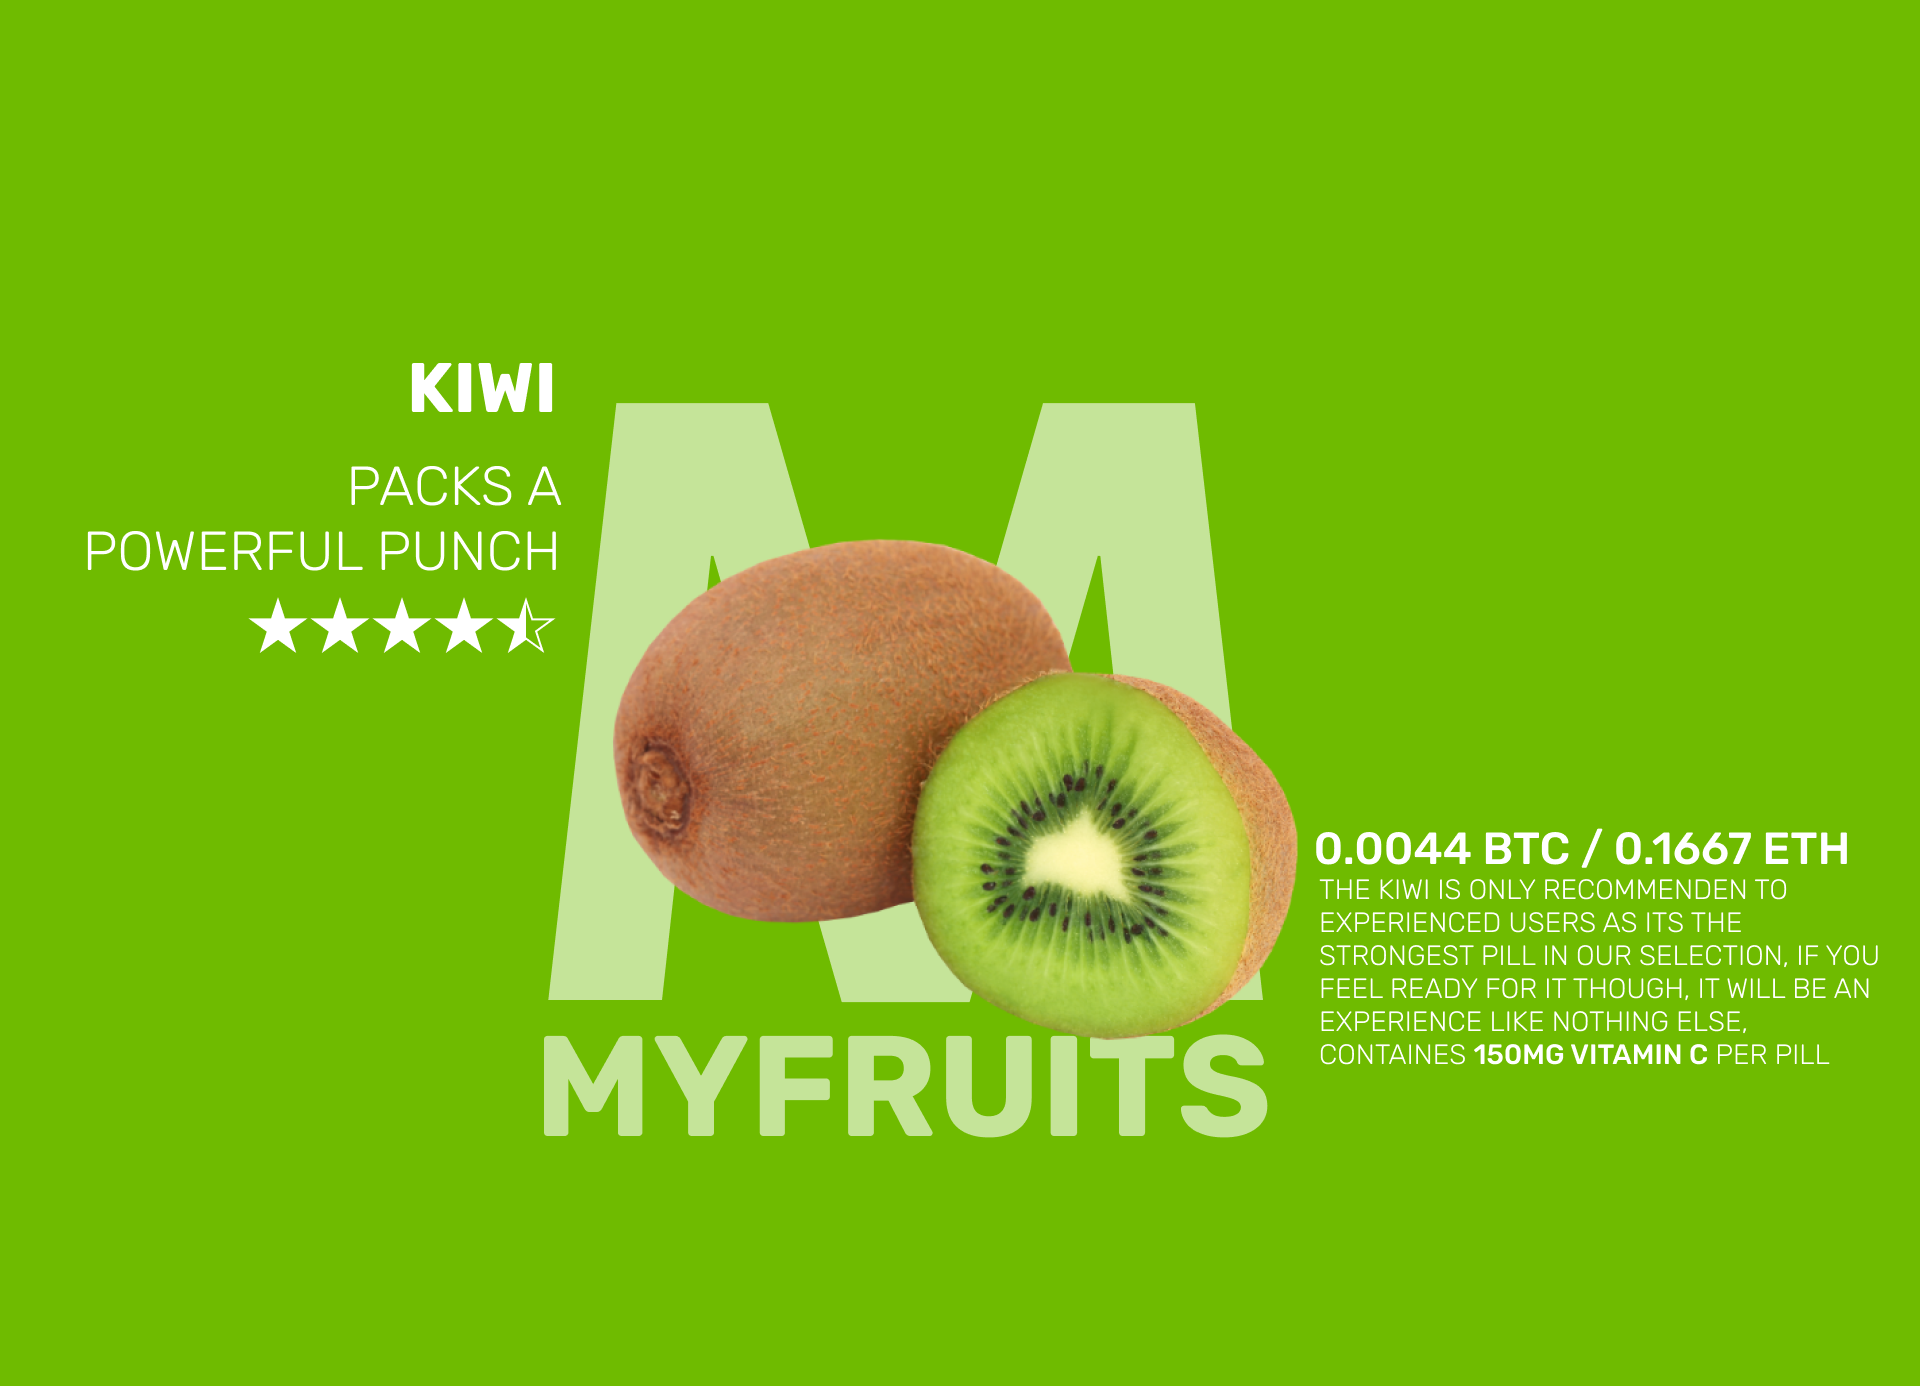 KIWI
PACKS A
POWERFUL PUNCH
M
MYFRUITS
0.0044 BTC / 0.1667 ETH
THE KIWI IS ONLY RECOMMENDEN TO
EXPERIENCED USERS AS ITS THE
STRONGEST PILL IN OUR SELECTION, IF YOU
FEEL READY FOR IT THOUGH, IT WILL BE AN
EXPERIENCE LIKE NOTHING ELSE,
CONTAINES 150MG VITAMIN C PER PILL